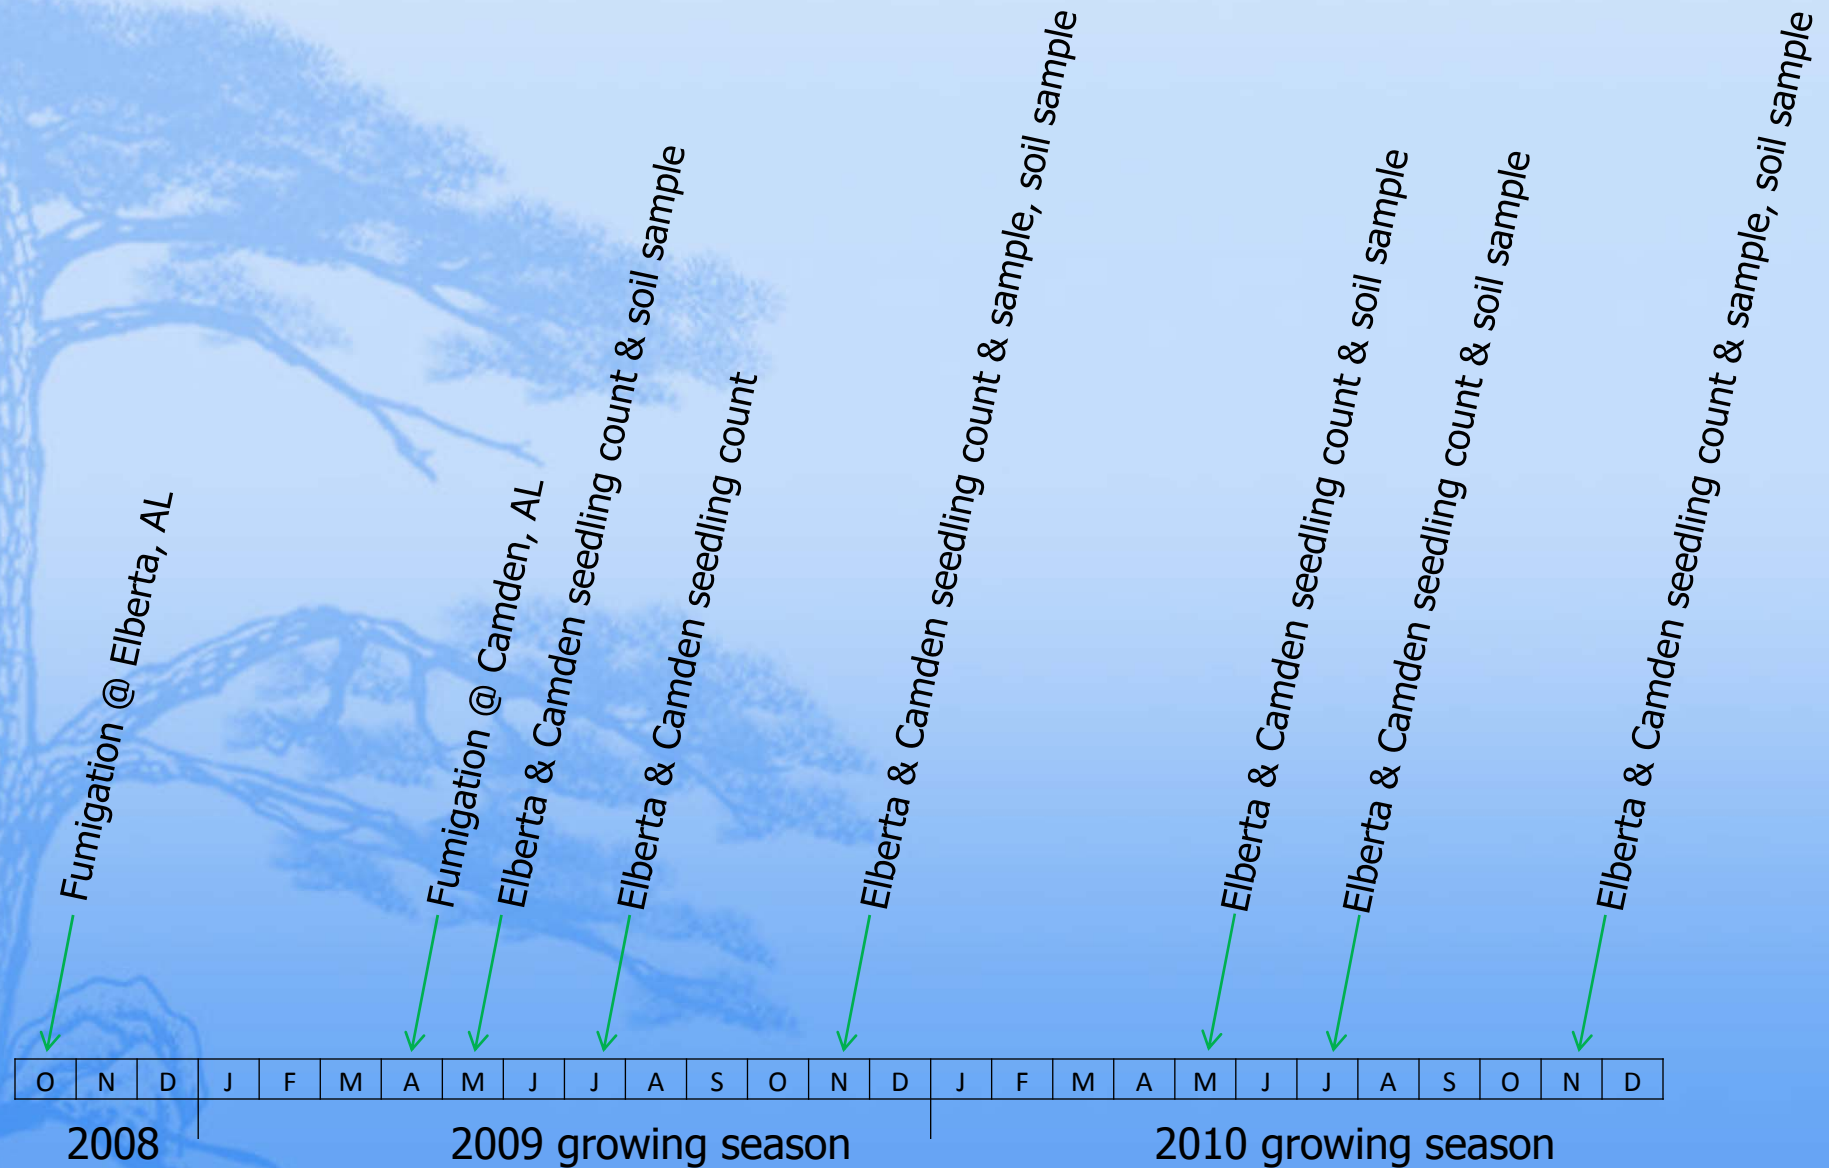 Fumigation @ Elberta, AL
Fumigation @ Camden, AL
Elberta & Camden seedling count & soil sample
Elberta & Camden seedling count
Elberta & Camden seedling count & sample, soil sample
Elberta & Camden seedling count & soil sample
Elberta & Camden seedling count & soil sample
Elberta & Camden seedling count & sample, soil sample
O N D J F M A M J J A S O N D J F M A M J J A S O N D
2008 2009 growing season 2010 growing season